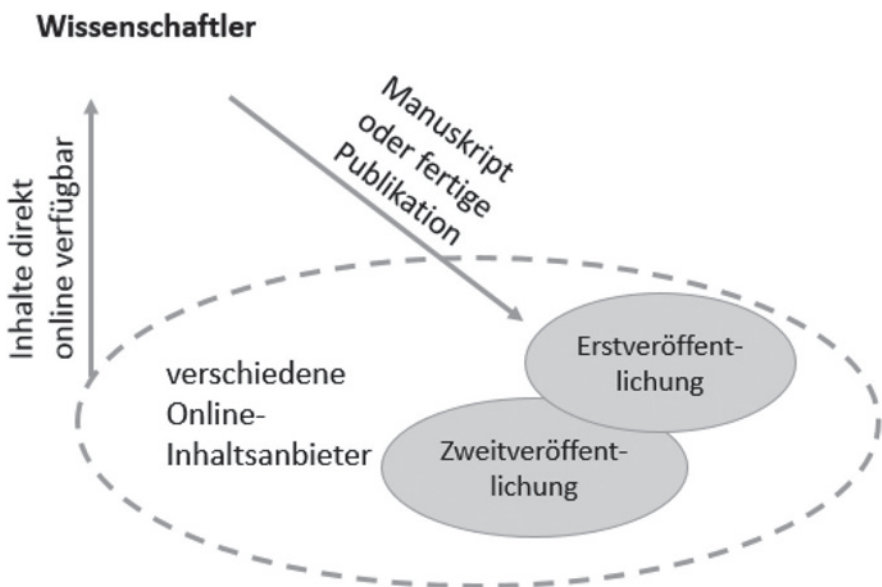 Wissenschaftler
Inhalte direkt
online verfügbar
Manuskript
oder fertige
Publikation
verschiedene
Online-
Inhaltsanbieter
Erstveröffent-
lichung
Zweitveröffent-
lichung